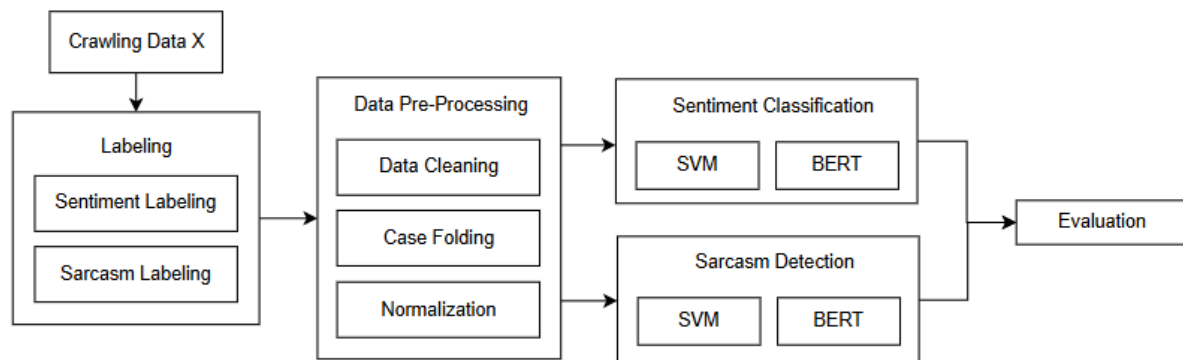 Crawling Data X
Labeling
Sentiment Labeling
Sarcasm Labeling
Data Pre-Processing
Data Cleaning
Case Folding
Normalization
Sentiment Classification
SVM
BERT
Sarcasm Detection
SVM
BERT
Evaluation